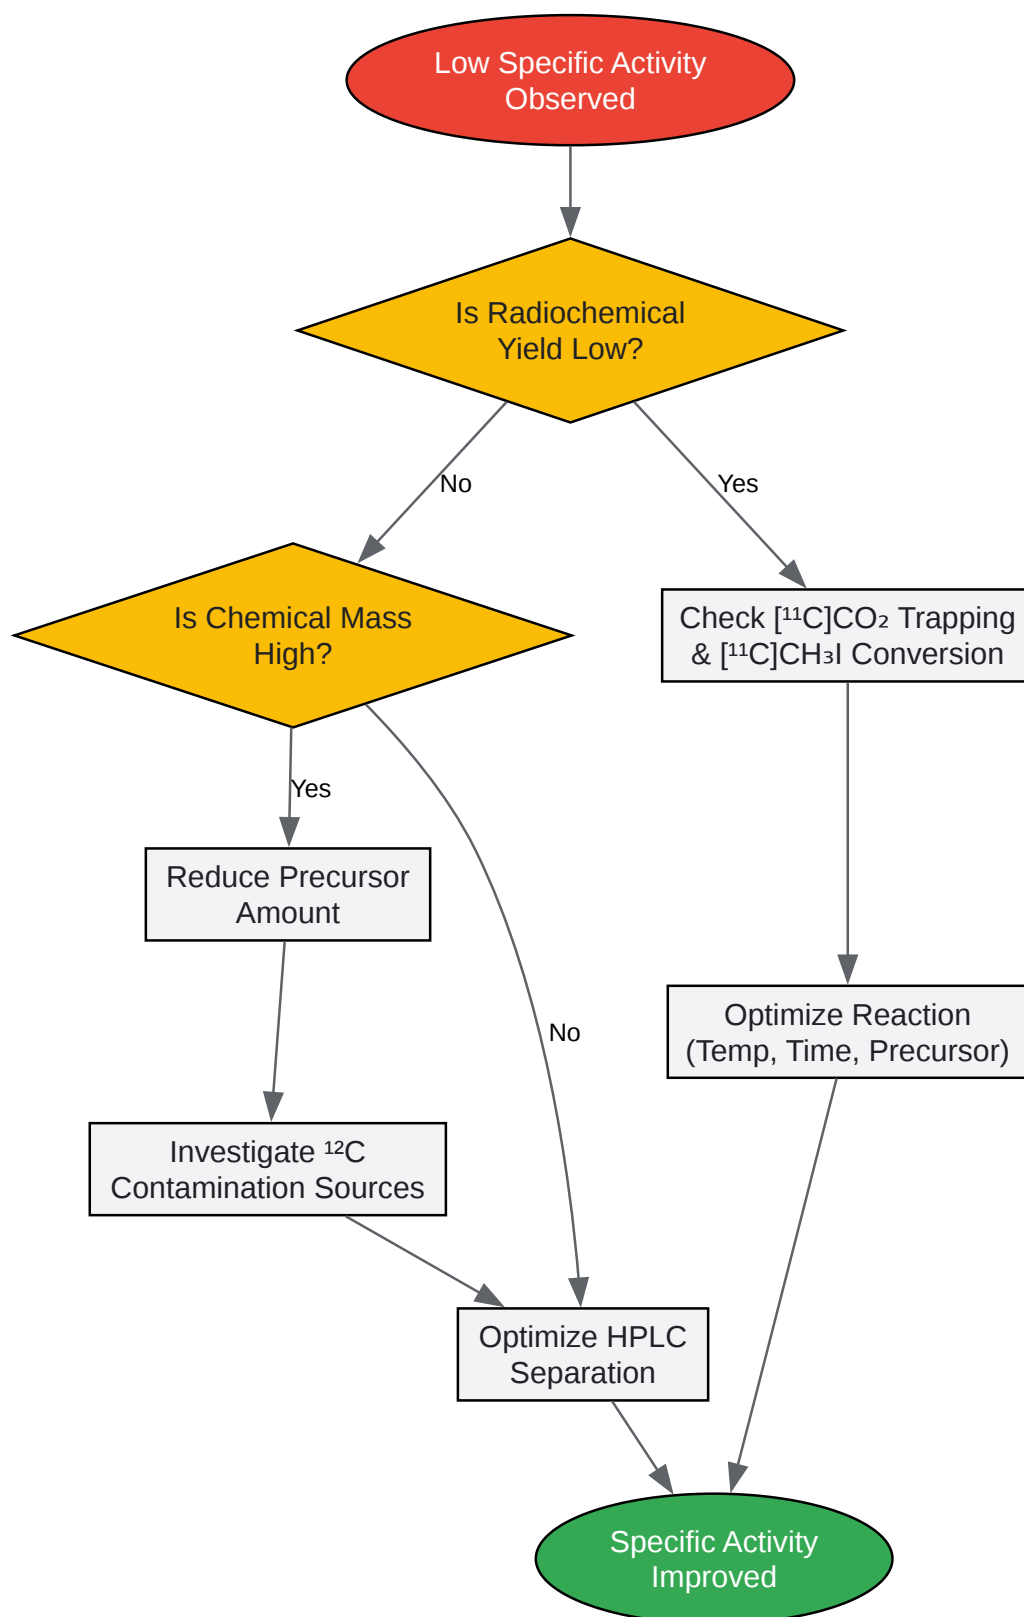 Low Specific Activity
Observed
Is Radiochemical
Yield Low?
No
Yes
Is Chemical Mass
High?
Check [¹¹C]CO₂ Trapping
& [¹¹C]CH₃I Conversion
Yes
Reduce Precursor
Amount
No
Optimize Reaction
(Temp, Time, Precursor)
Investigate ¹²C
Contamination Sources
Optimize HPLC
Separation
Specific Activity
Improved